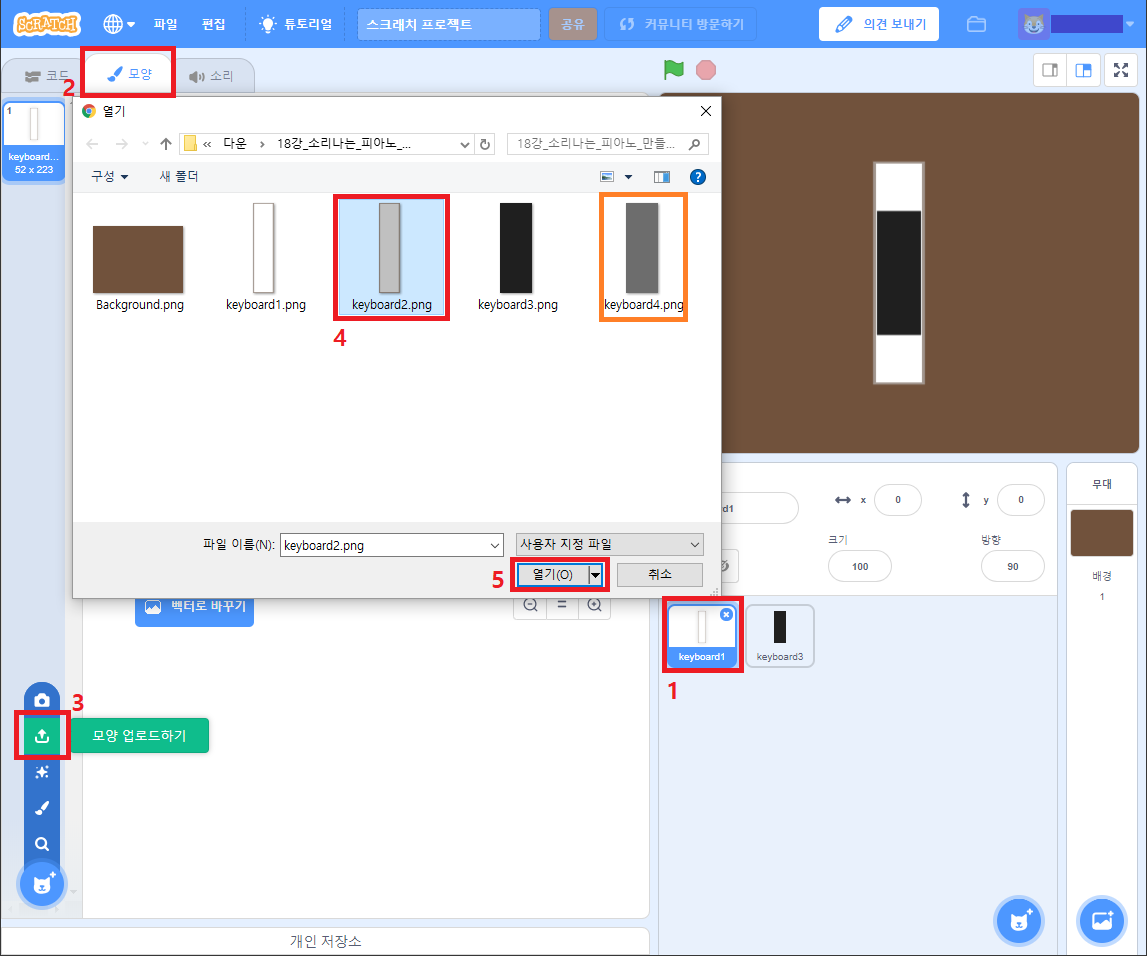 SCRATCH
파일
편집
튜토리얼
스크래치 프로젝트
공유
커뮤니티 방문하기
의견 보내기
코드
2
모양
소리
1
keyboard...
52 x 223
열기
«
다운
18강_소리나는_피아노_...
18강_소리나는_피아노_만들...
구성
새 폴더
?
Background.png
keyboard1.png
keyboard2.png
keyboard3.png
keyboard4.png
4
파일 이름(N):
keyboard2.png
사용자 지정 파일
5
열기(O)
취소
벡터로 바꾸기
3
모양 업로드하기
개인 저장소
d1
x
0
y
0
크기
100
방향
90
keyboard1
keyboard3
1
무대
배경
1